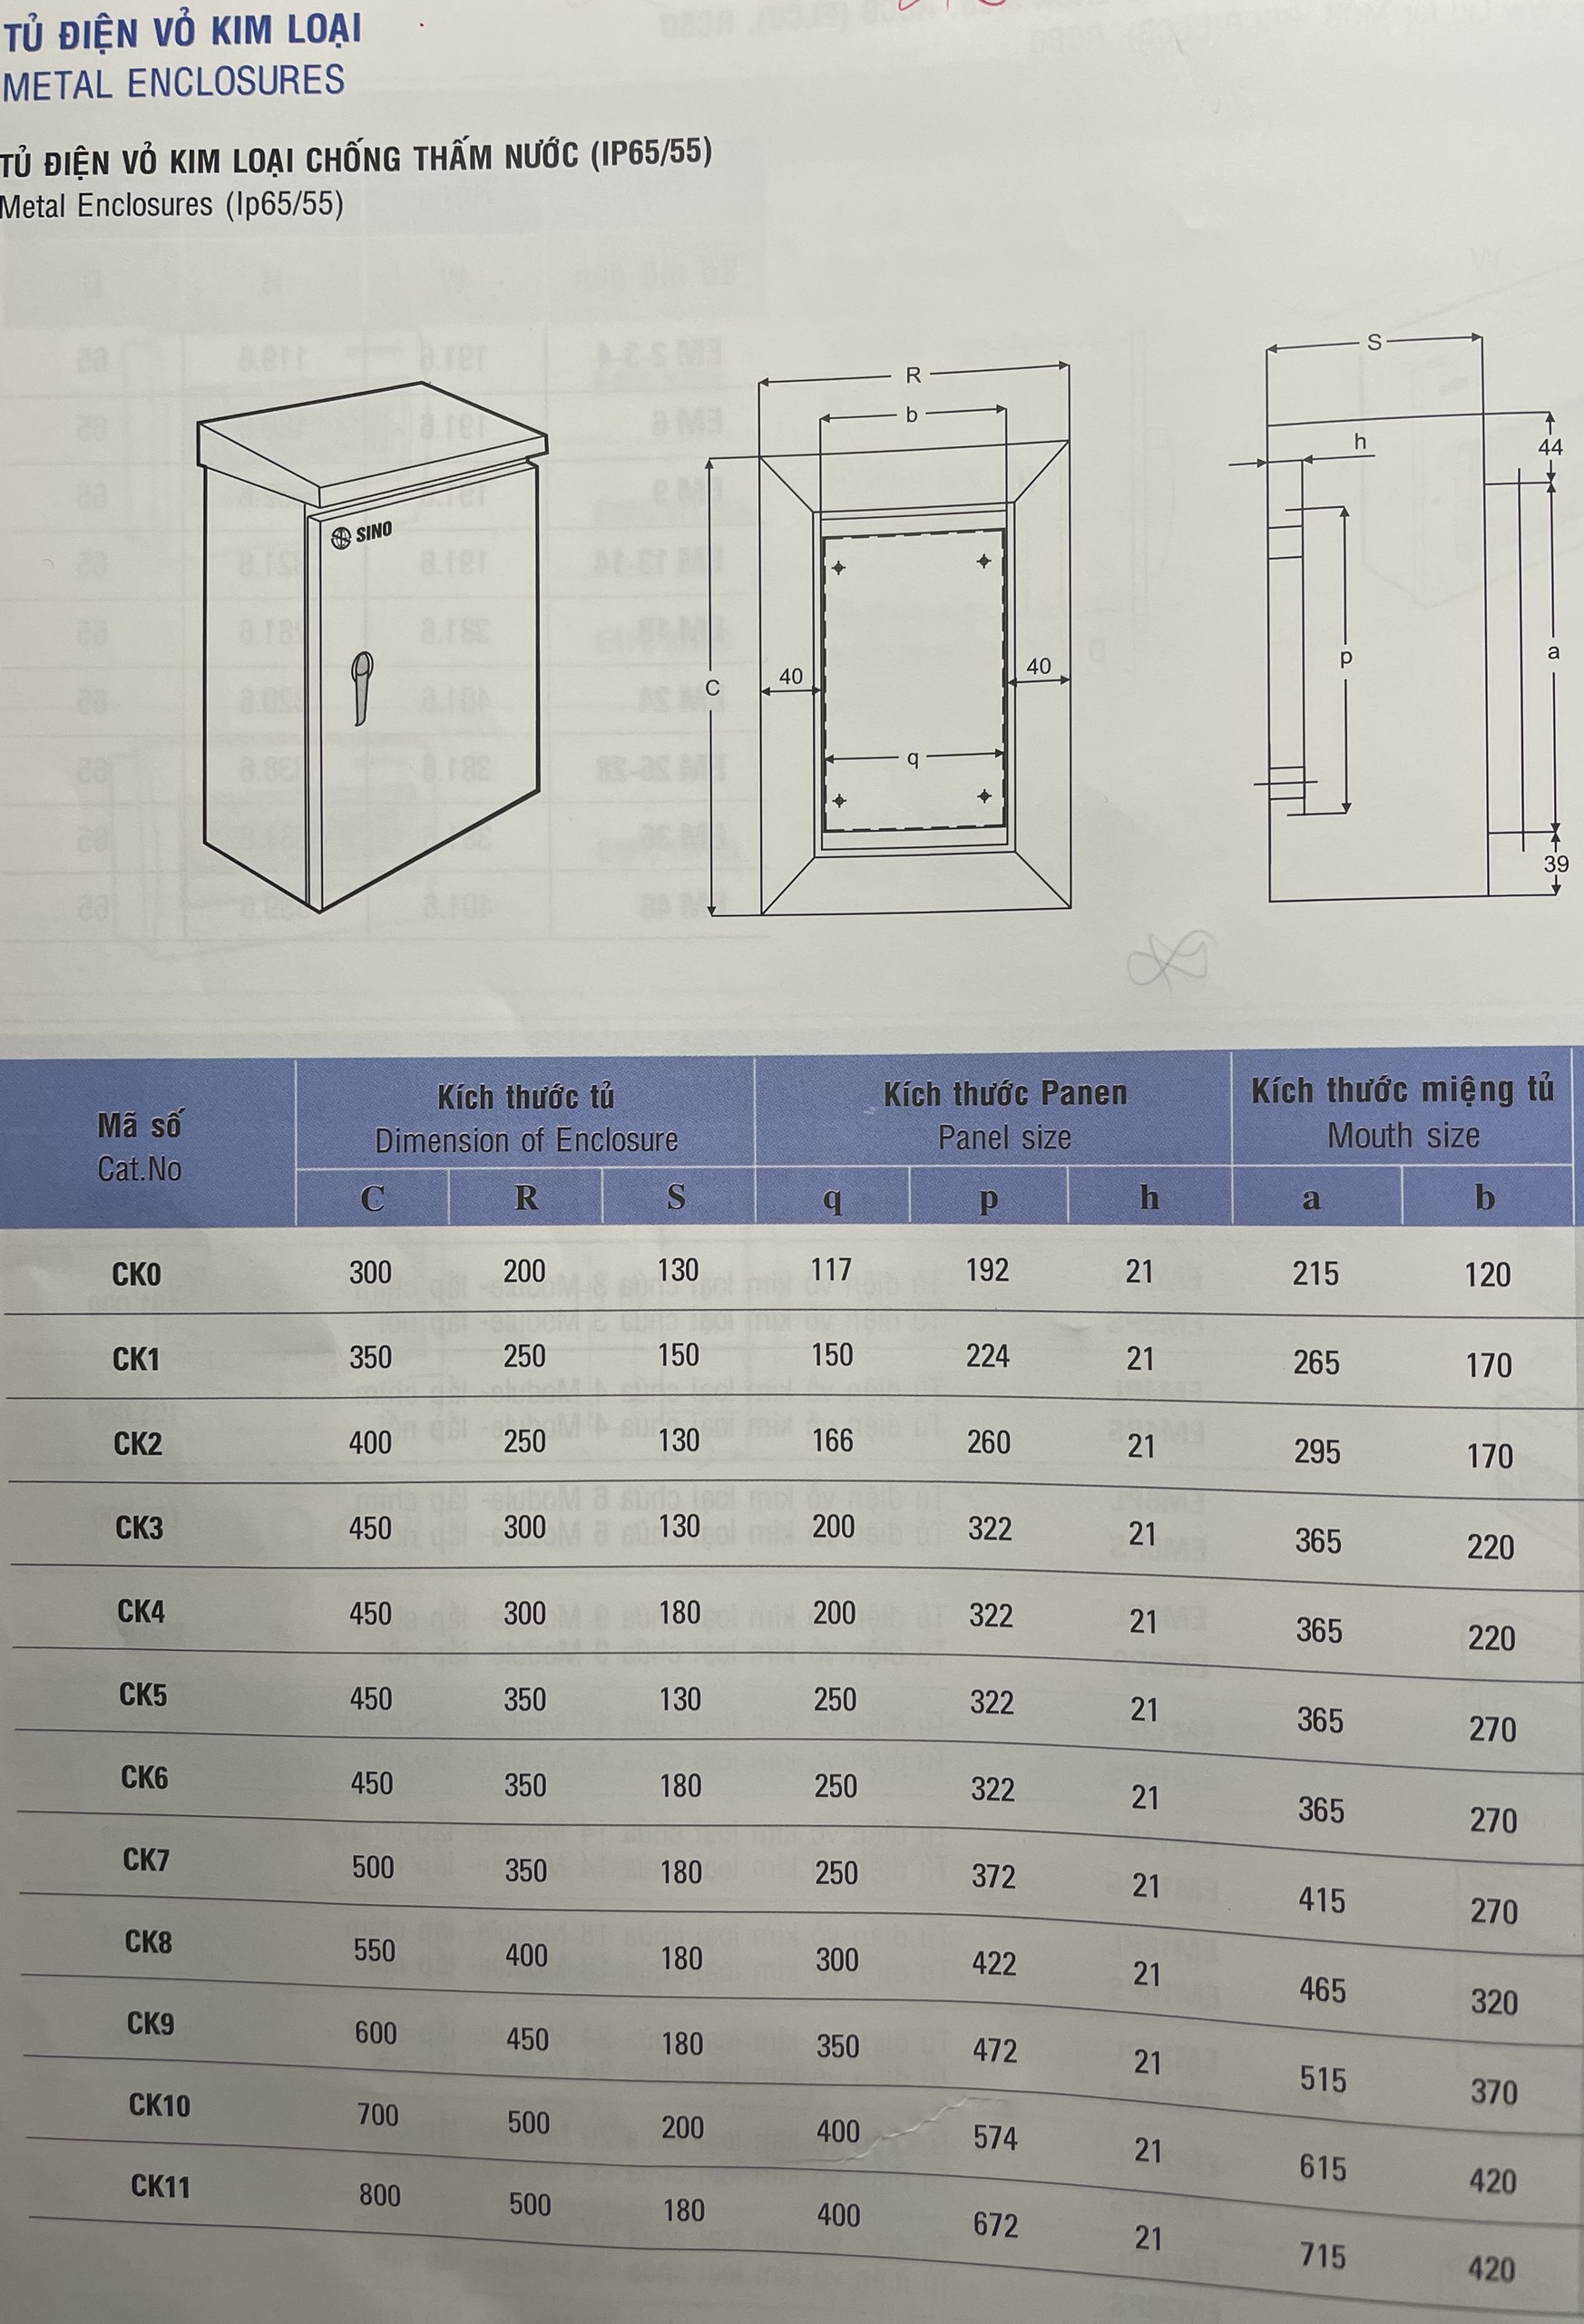 TỦ ĐIỆN VỎ KIM LOẠI
METAL ENCLOSURES
TỦ ĐIỆN VỎ KIM LOẠI CHỐNG THẤM NƯỚC (IP65/55)
Metal Enclosures (Ip65/55)
SINO
R
b
C
40
40
q
S
h
44
p
a
39
Mã số
Cat.No
Kích thước tủ
Dimension of Enclosure
Kích thước Panen
Panel size
Kích thước miệng tủ
Mouth size
C R S q p h a b
CK0 300 200 130 117 192 21 215 120
CK1 350 250 150 150 224 21 265 170
CK2 400 250 130 166 260 21 295 170
CK3 450 300 130 200 322 21 365 220
CK4 450 300 180 200 322 21 365 220
CK5 450 350 130 250 322 21 365 270
CK6 450 350 180 250 322 21 365 270
CK7 500 350 180 250 372 21 415 270
CK8 550 400 180 300 422 21 465 320
CK9 600 450 180 350 472 21 515 370
CK10 700 500 200 400 574 21 615 420
CK11 800 500 180 400 672 21 715 420